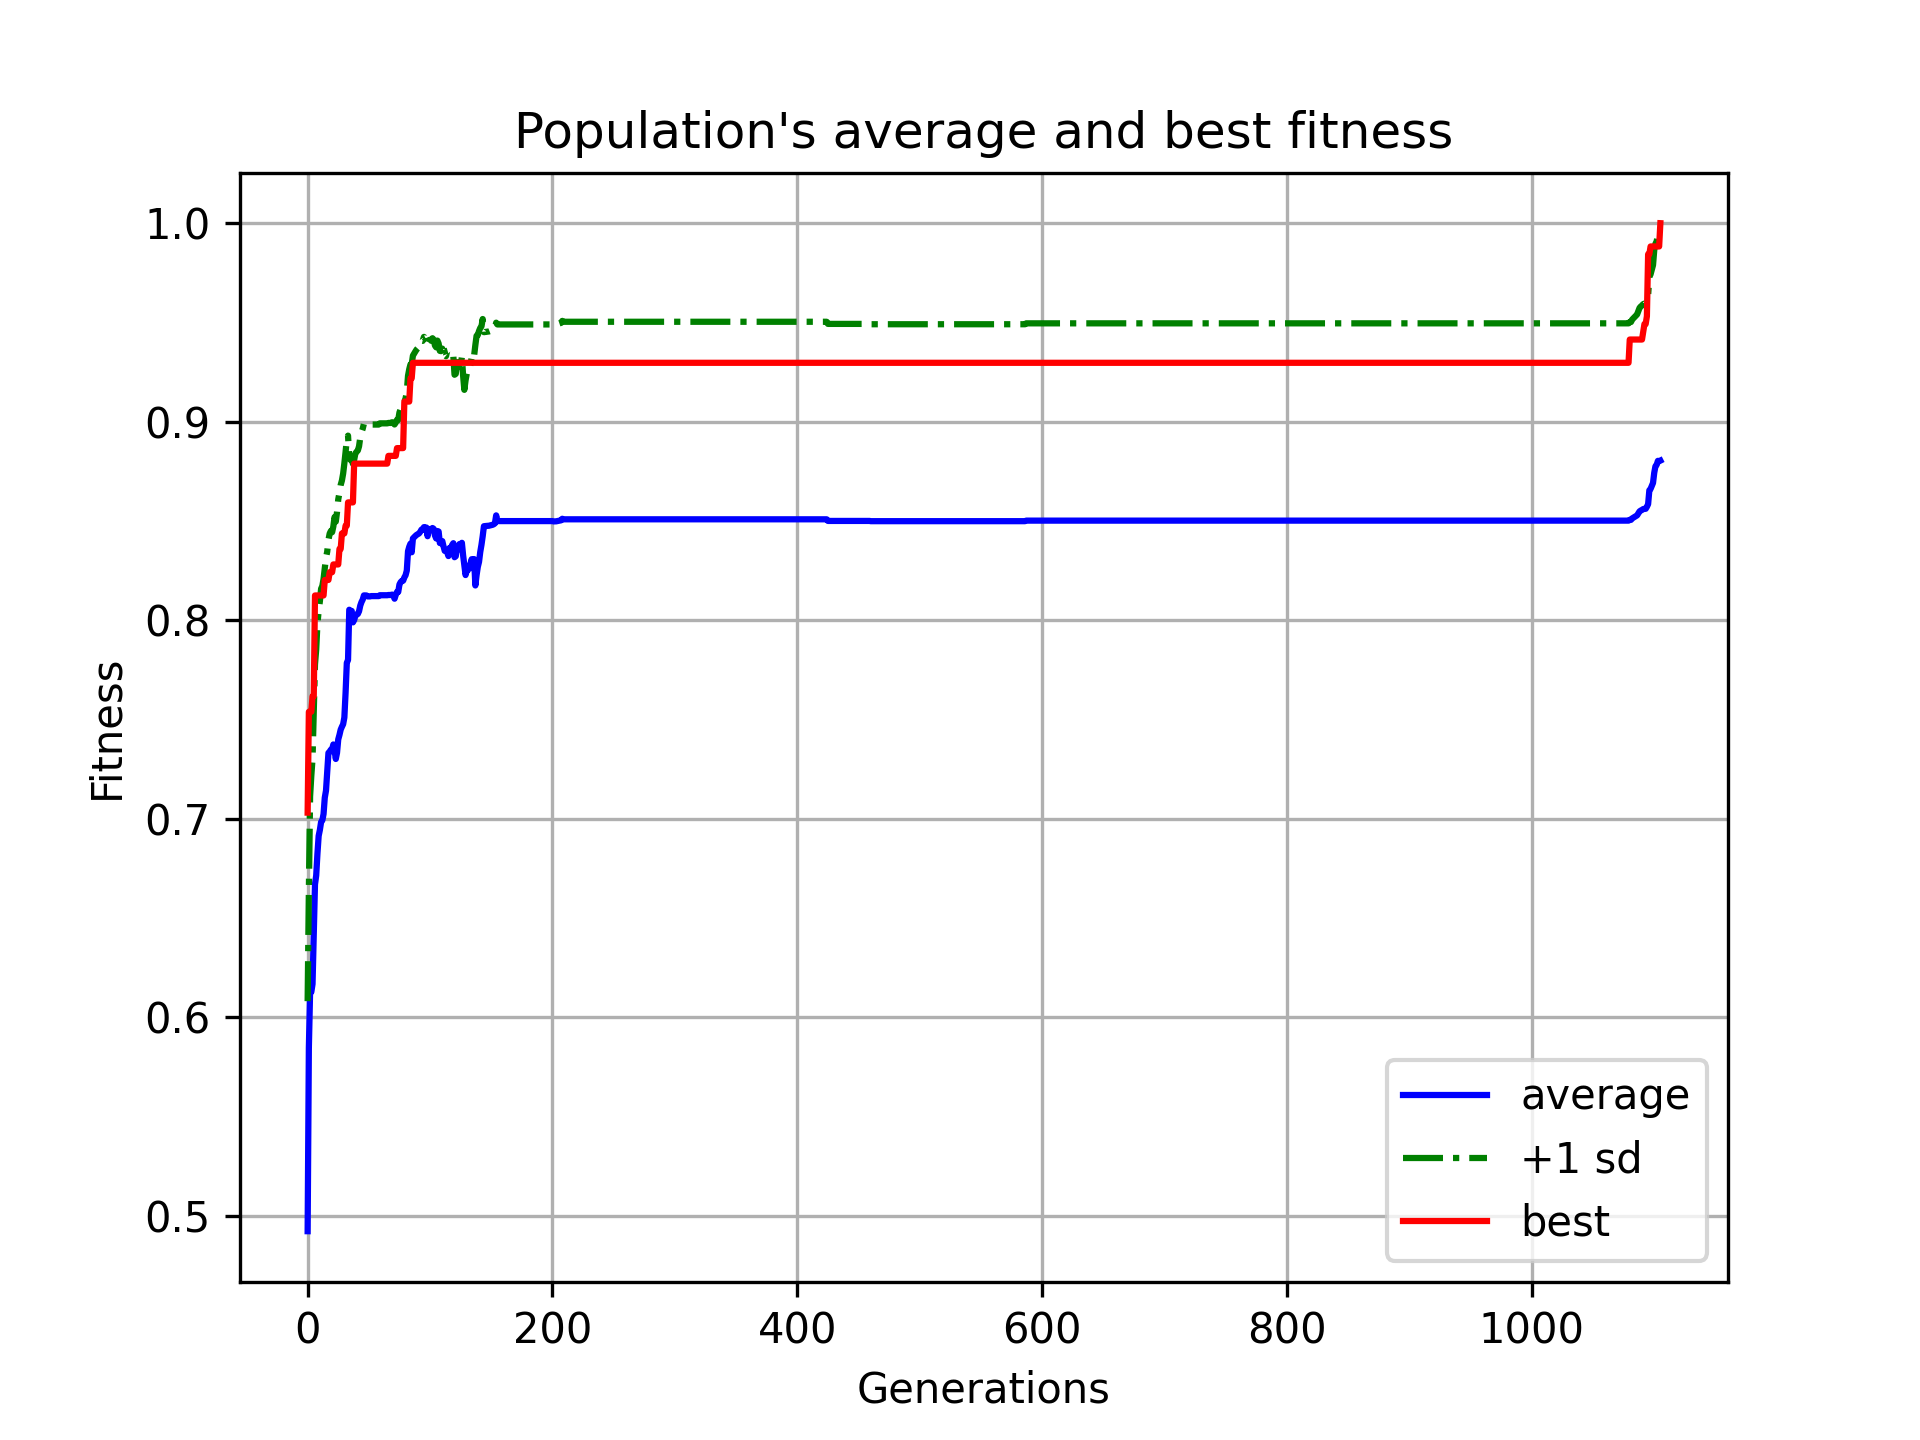 Population's average and best fitness
1.0
0.9
0.8
0.7
0.6
0.5
Fitness
0 200 400 600 800 1000
Generations
average
+1 sd
best